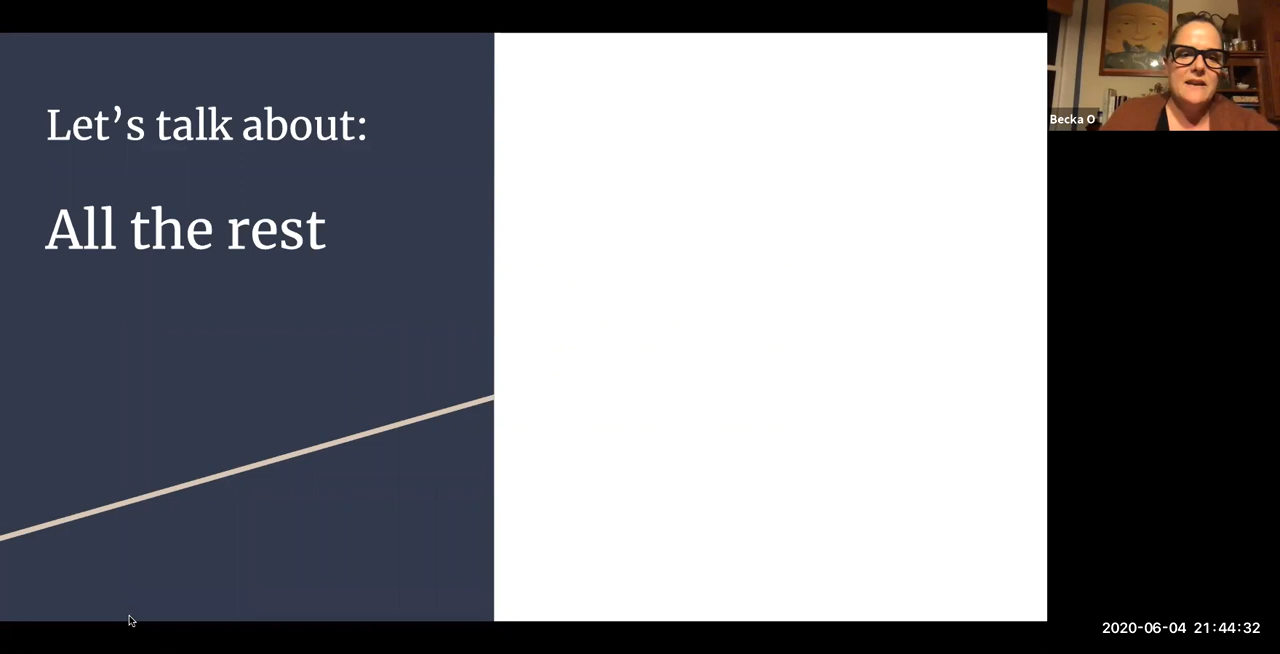 Let’s talk about:
All the rest
Becka O
2020-06-04 21:44:32